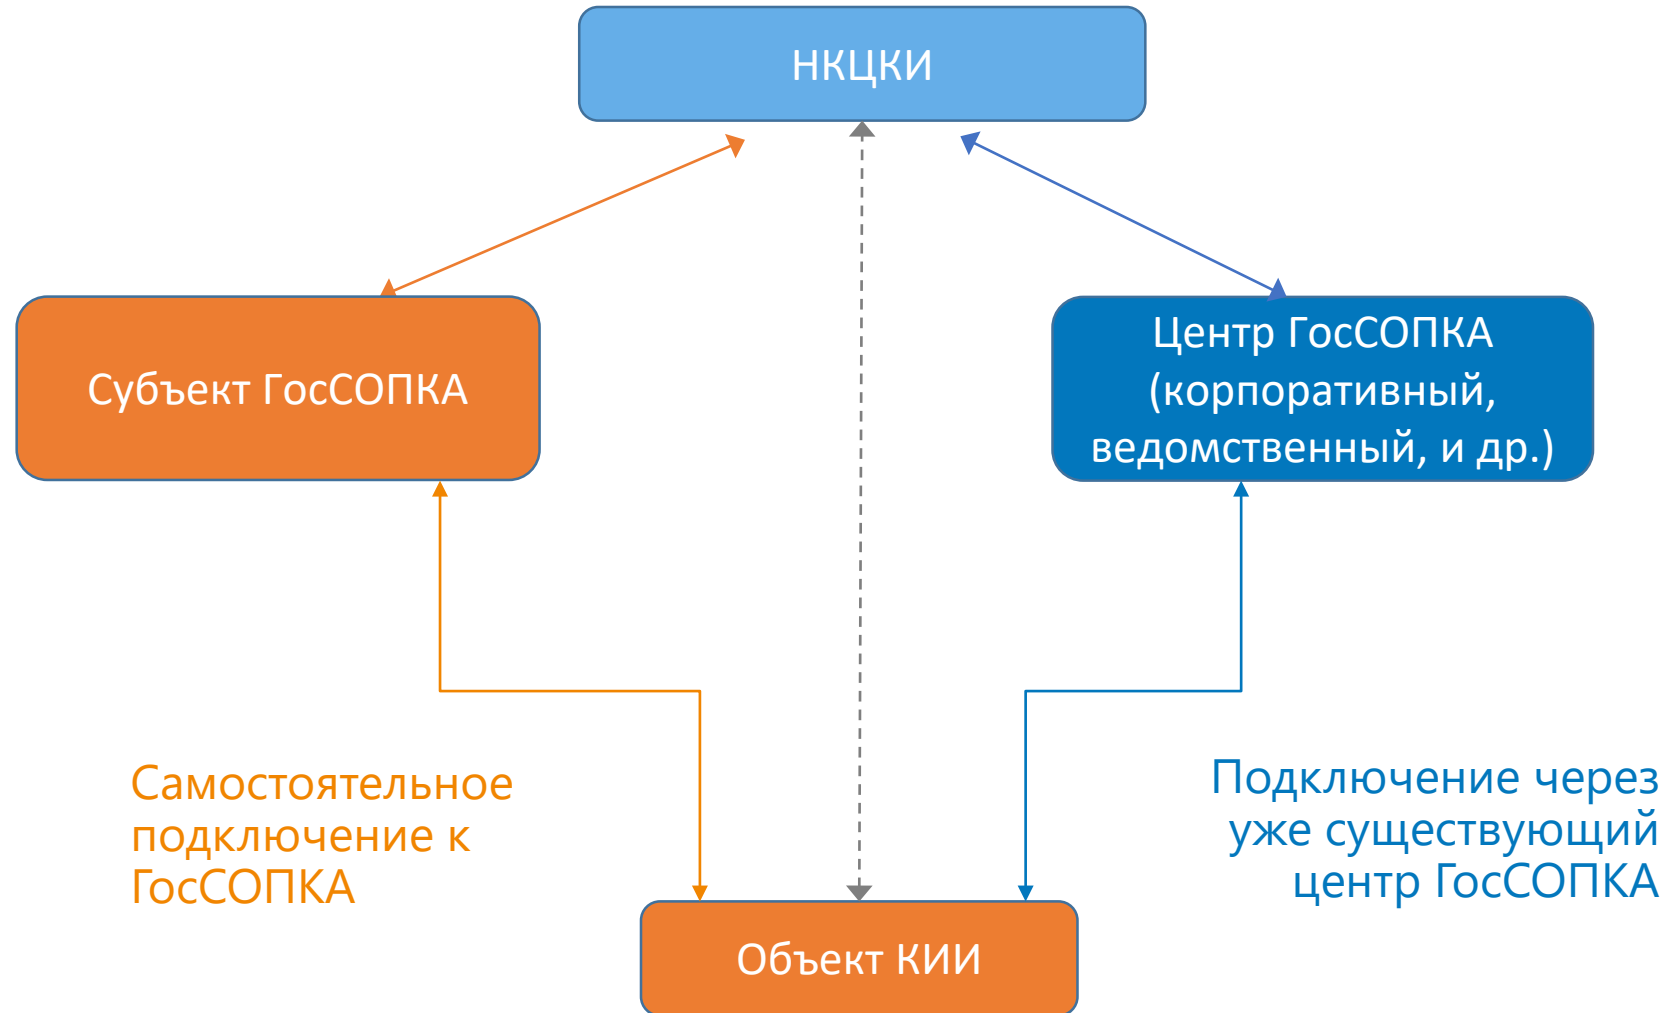 НКЦКИ
Субъект ГосСОПКА
Центр ГосСОПКА
(корпоративный,
ведомственный, и др.)
Самостоятельное
подключение к
ГосСОПКА
Подключение через
уже существующий
центр ГосСОПКА
Объект КИИ